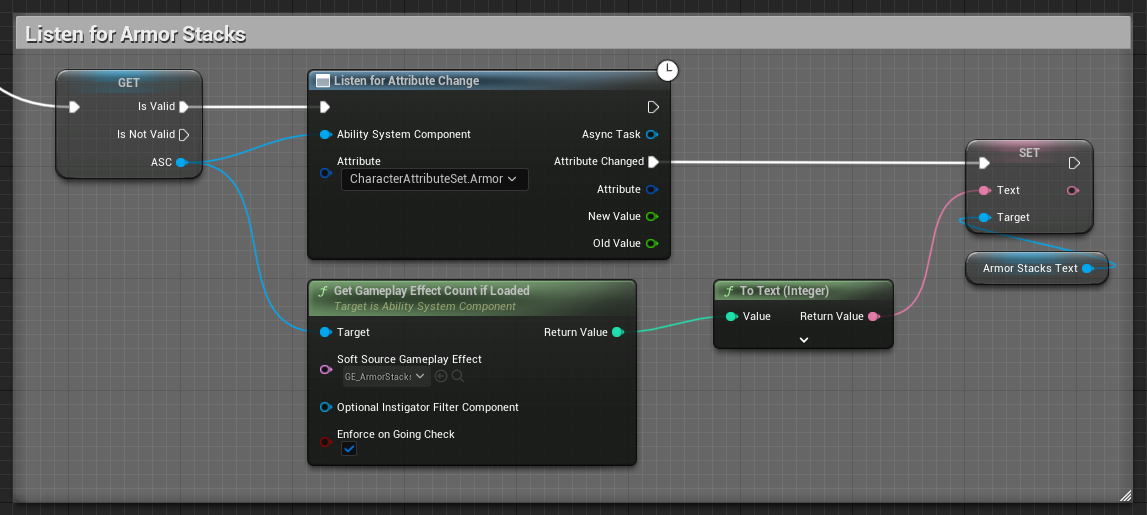 Listen for Armor Stacks
GET
Is Valid
Is Not Valid
ASC
Listen for Attribute Change
Ability System Component
Async Task
Attribute
CharacterAttributeSet.Armor
Attribute Changed
Attribute
New Value
Old Value
SET
Text
Target
Armor Stacks Text
Get Gameplay Effect Count if Loaded
Target is Ability System Component
Target
Return Value
Soft Source Gameplay Effect
GE_ArmorStacks
Optional Instigator Filter Component
Enforce on Going Check
To Text (Integer)
Value
Return Value